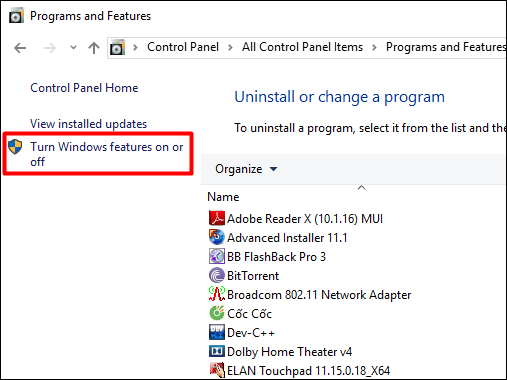 Programs and Features
Control Panel > All Control Panel Items > Programs and Features
Control Panel Home
View installed updates
Turn Windows features on or
off
Uninstall or change a program
To uninstall a program, select it from the list and the
Organize
Name
Adobe Reader X (10.1.16) MUI
Advanced Installer 11.1
BB FlashBack Pro 3
BitTorrent
Broadcom 802.11 Network Adapter
Cốc Cốc
Dev-C++
Dolby Home Theater v4
ELAN Touchpad 11.15.0.18_X64